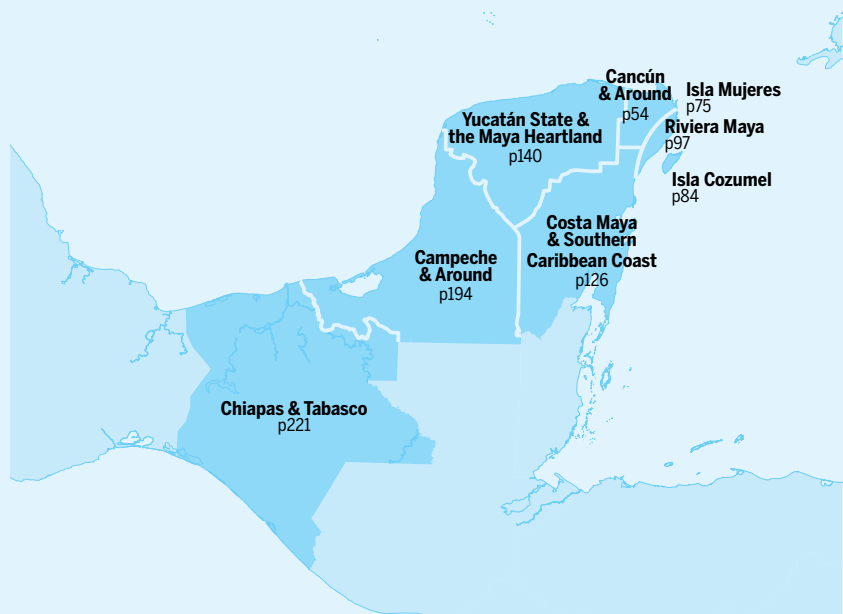 Cancún
& Around
p54
Isla Mujeres
p75
Riviera Maya
p97
Isla Cozumel
p84
Yucatán State &
the Maya Heartland
p140
Costa Maya
& Southern
Caribbean Coast
p126
Campeche
& Around
p194
Chiapas & Tabasco
p221